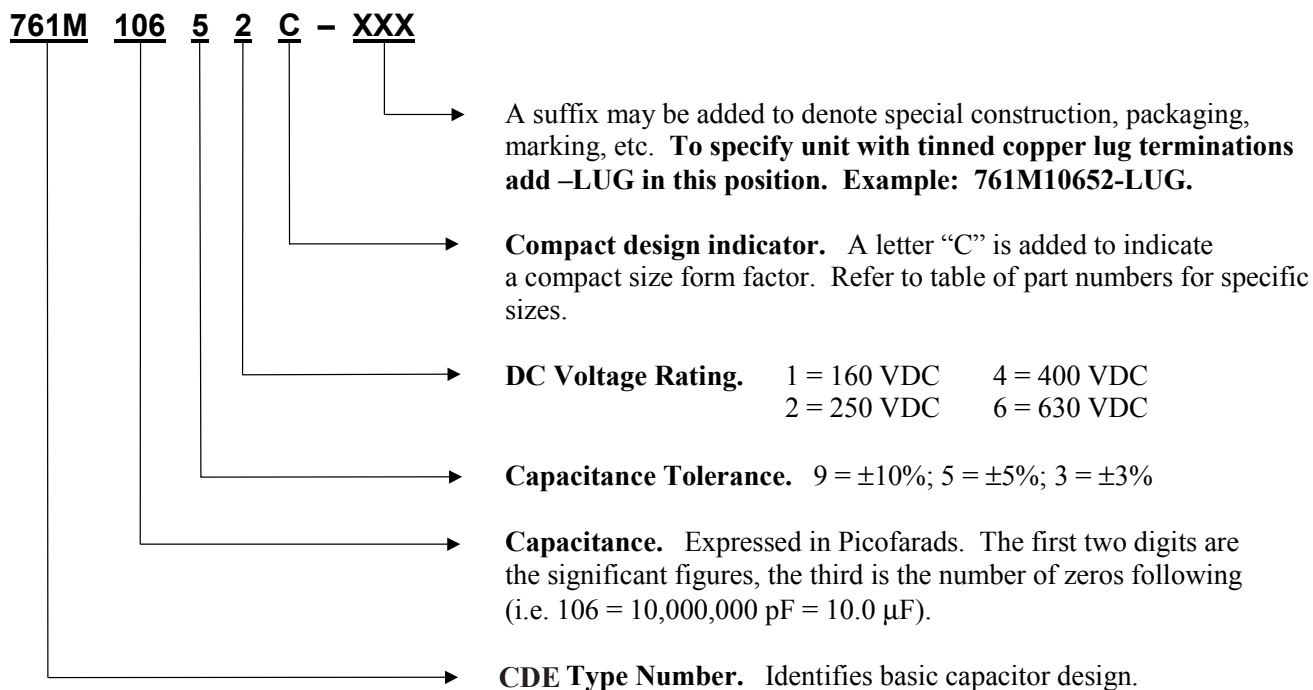 761M 106 5 2 C – XXX
A suffix may be added to denote special construction, packaging,
marking, etc. To specify unit with tinned copper lug terminations
add –LUG in this position. Example: 761M10652-LUG.
Compact design indicator. A letter “C” is added to indicate
a compact size form factor. Refer to table of part numbers for specific
sizes.
DC Voltage Rating. 1 = 160 VDC 4 = 400 VDC
2 = 250 VDC 6 = 630 VDC
Capacitance Tolerance. 9 = ±10%; 5 = ±5%; 3 = ±3%
Capacitance. Expressed in Picofarads. The first two digits are
the significant figures, the third is the number of zeros following
(i.e. 106 = 10,000,000 pF = 10.0 μF).
CDE Type Number. Identifies basic capacitor design.